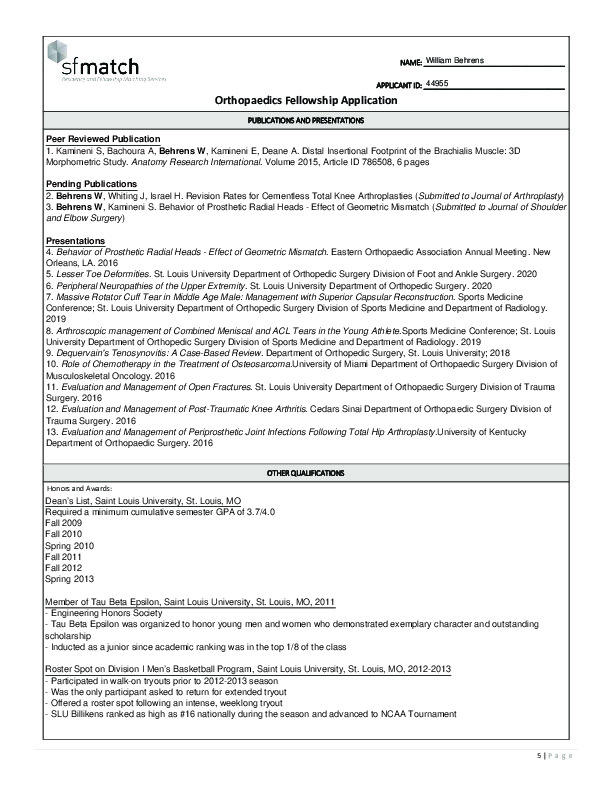 sfmatch
Residency and Fellowship Matching Services
NAME: William Behrens
APPLICANT ID: 44955
Orthopaedics Fellowship Application
PUBLICATIONS AND PRESENTATIONS
Peer Reviewed Publication
1. Kamineni S, Bachoura A, Behrens W, Kamineni E, Deane A. Distal Insertional Footprint of the Brachialis Muscle: 3D
Morphometric Study. Anatomy Research International. Volume 2015, Article ID 786508, 6 pages
Pending Publications
2. Behrens W, Whiting J, Israel H. Revision Rates for Cementless Total Knee Arthroplasties (Submitted to Journal of Arthroplasty)
3. Behrens W, Kamineni S. Behavior of Prosthetic Radial Heads - Effect of Geometric Mismatch (Submitted to Journal of Shoulder
and Elbow Surgery)
Presentations
4. Behavior of Prosthetic Radial Heads - Effect of Geometric Mismatch. Eastern Orthopaedic Association Annual Meeting. New
Orleans, LA. 2016
5. Lesser Toe Deformities. St. Louis University Department of Orthopedic Surgery Division of Foot and Ankle Surgery. 2020
6. Peripheral Neuropathies of the Upper Extremity. St. Louis University Department of Orthopedic Surgery. 2020
7. Massive Rotator Cuff Tear in Middle Age Male: Management with Superior Capsular Reconstruction. Sports Medicine
Conference; St. Louis University Department of Orthopedic Surgery Division of Sports Medicine and Department of Radiology.
2019
8. Arthroscopic management of Combined Meniscal and ACL Tears in the Young Athlete.Sports Medicine Conference; St. Louis
University Department of Orthopedic Surgery Division of Sports Medicine and Department of Radiology. 2019
9. Dequervain's Tenosynovitis: A Case-Based Review. Department of Orthopedic Surgery, St. Louis University; 2018
10. Role of Chemotherapy in the Treatment of Osteosarcoma.University of Miami Department of Orthopaedic Surgery Division of
Musculoskeletal Oncology. 2016
11. Evaluation and Management of Open Fractures. St. Louis University Department of Orthopaedic Surgery Division of Trauma
Surgery. 2016
12. Evaluation and Management of Post-Traumatic Knee Arthritis. Cedars Sinai Department of Orthopaedic Surgery Division of
Trauma Surgery. 2016
13. Evaluation and Management of Periprosthetic Joint Infections Following Total Hip Arthroplasty.University of Kentucky
Department of Orthopaedic Surgery. 2016
OTHER QUALIFICATIONS
Honors and Awards:
Dean's List, Saint Louis University, St. Louis, MO
Required a minimum cumulative semester GPA of 3.7/4.0
Fall 2009
Fall 2010
Spring 2010
Fall 2011
Fall 2012
Spring 2013
Member of Tau Beta Epsilon, Saint Louis University, St. Louis, MO, 2011
- Engineering Honors Society
- Tau Beta Epsilon was organized to honor young men and women who demonstrated exemplary character and outstanding
scholarship
- Inducted as a junior since academic ranking was in the top 1/8 of the class
Roster Spot on Division I Men's Basketball Program, Saint Louis University, St. Louis, MO, 2012-2013
- Participated in walk-on tryouts prior to 2012-2013 season
- Was the only participant asked to return for extended tryout
- Offered a roster spot following an intense, weeklong tryout
- SLU Billikens ranked as high as #16 nationally during the season and advanced to NCAA Tournament
5 | Page